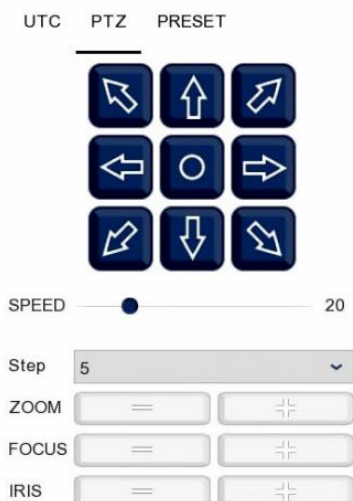 UTC PTZ PRESET
SPEED 20
Step 5
ZOOM
FOCUS
IRIS